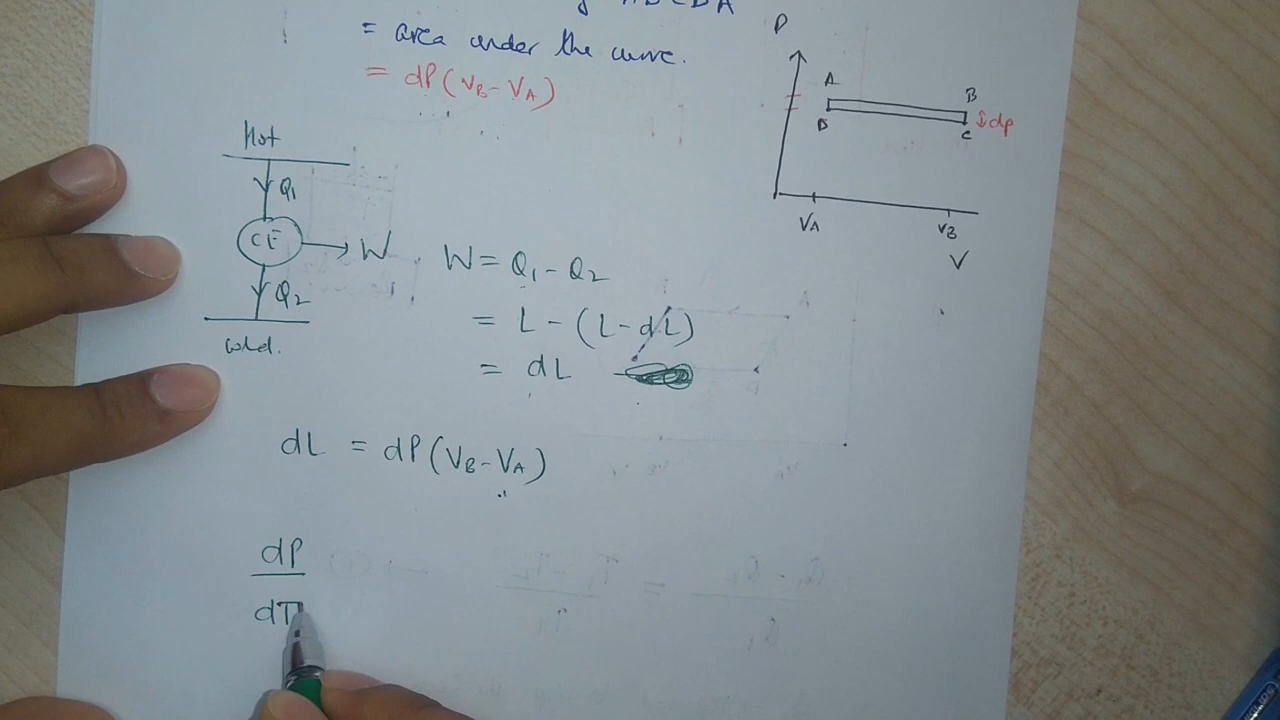 ABCDA
= area under the curve.
= dP(VB-VA)
P
A
B
D
C
dp
VA
VB
V
Hot
Q1
CE
W
Q2
Cold.
W = Q1 - Q2
= L - (L-dL)
= dL
dL = dP(VB-VA)
dP
dT